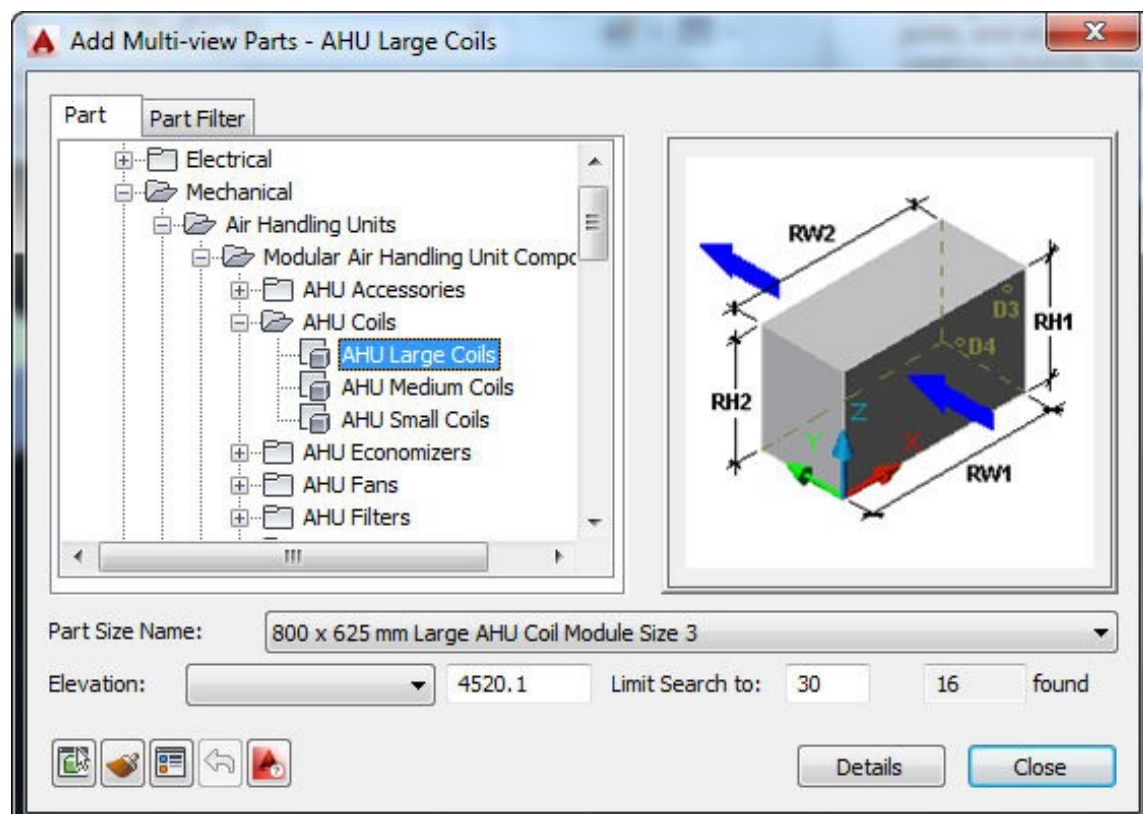 Add Multi-view Parts - AHU Large Coils
Part
Part Filter
Electrical
Mechanical
Air Handling Units
Modular Air Handling Unit Compo
AHU Accessories
AHU Coils
AHU Large Coils
AHU Medium Coils
AHU Small Coils
AHU Economizers
AHU Fans
AHU Filters
RW2
D3
RH1
D4
RH2
Z
Y
X
RW1
Part Size Name: 800 x 625 mm Large AHU Coil Module Size 3
Elevation: 4520.1 Limit Search to: 30 16 found
Details Close